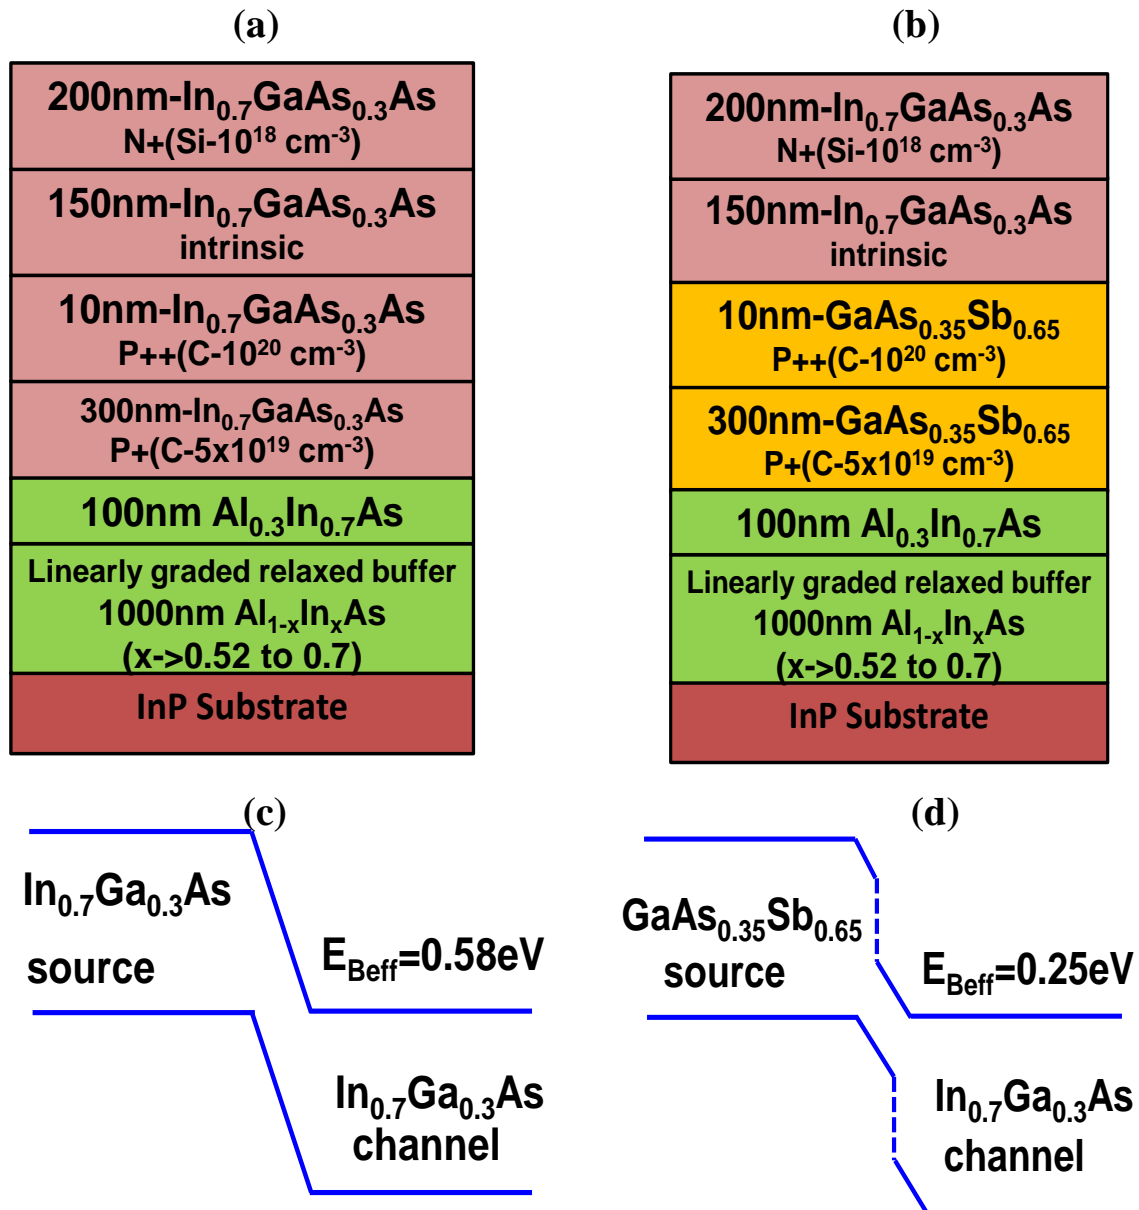 (a)
200nm-In0.7GaAs0.3As
N+(Si-10^18 cm^-3)
150nm-In0.7GaAs0.3As
intrinsic
10nm-In0.7GaAs0.3As
P++(C-10^20 cm^-3)
300nm-In0.7GaAs0.3As
P+(C-5x10^19 cm^-3)
100nm Al0.3In0.7As
Linearly graded relaxed buffer
1000nm Al1-xInxAs
(x->0.52 to 0.7)
InP Substrate
(b)
200nm-In0.7GaAs0.3As
N+(Si-10^18 cm^-3)
150nm-In0.7GaAs0.3As
intrinsic
10nm-GaAs0.35Sb0.65
P++(C-10^20 cm^-3)
300nm-GaAs0.35Sb0.65
P+(C-5x10^19 cm^-3)
100nm Al0.3In0.7As
Linearly graded relaxed buffer
1000nm Al1-xInxAs
(x->0.52 to 0.7)
InP Substrate
(c)
In0.7Ga0.3As
source
EBeff=0.58eV
In0.7Ga0.3As
channel
(d)
GaAs0.35Sb0.65
source
EBeff=0.25eV
In0.7Ga0.3As
channel